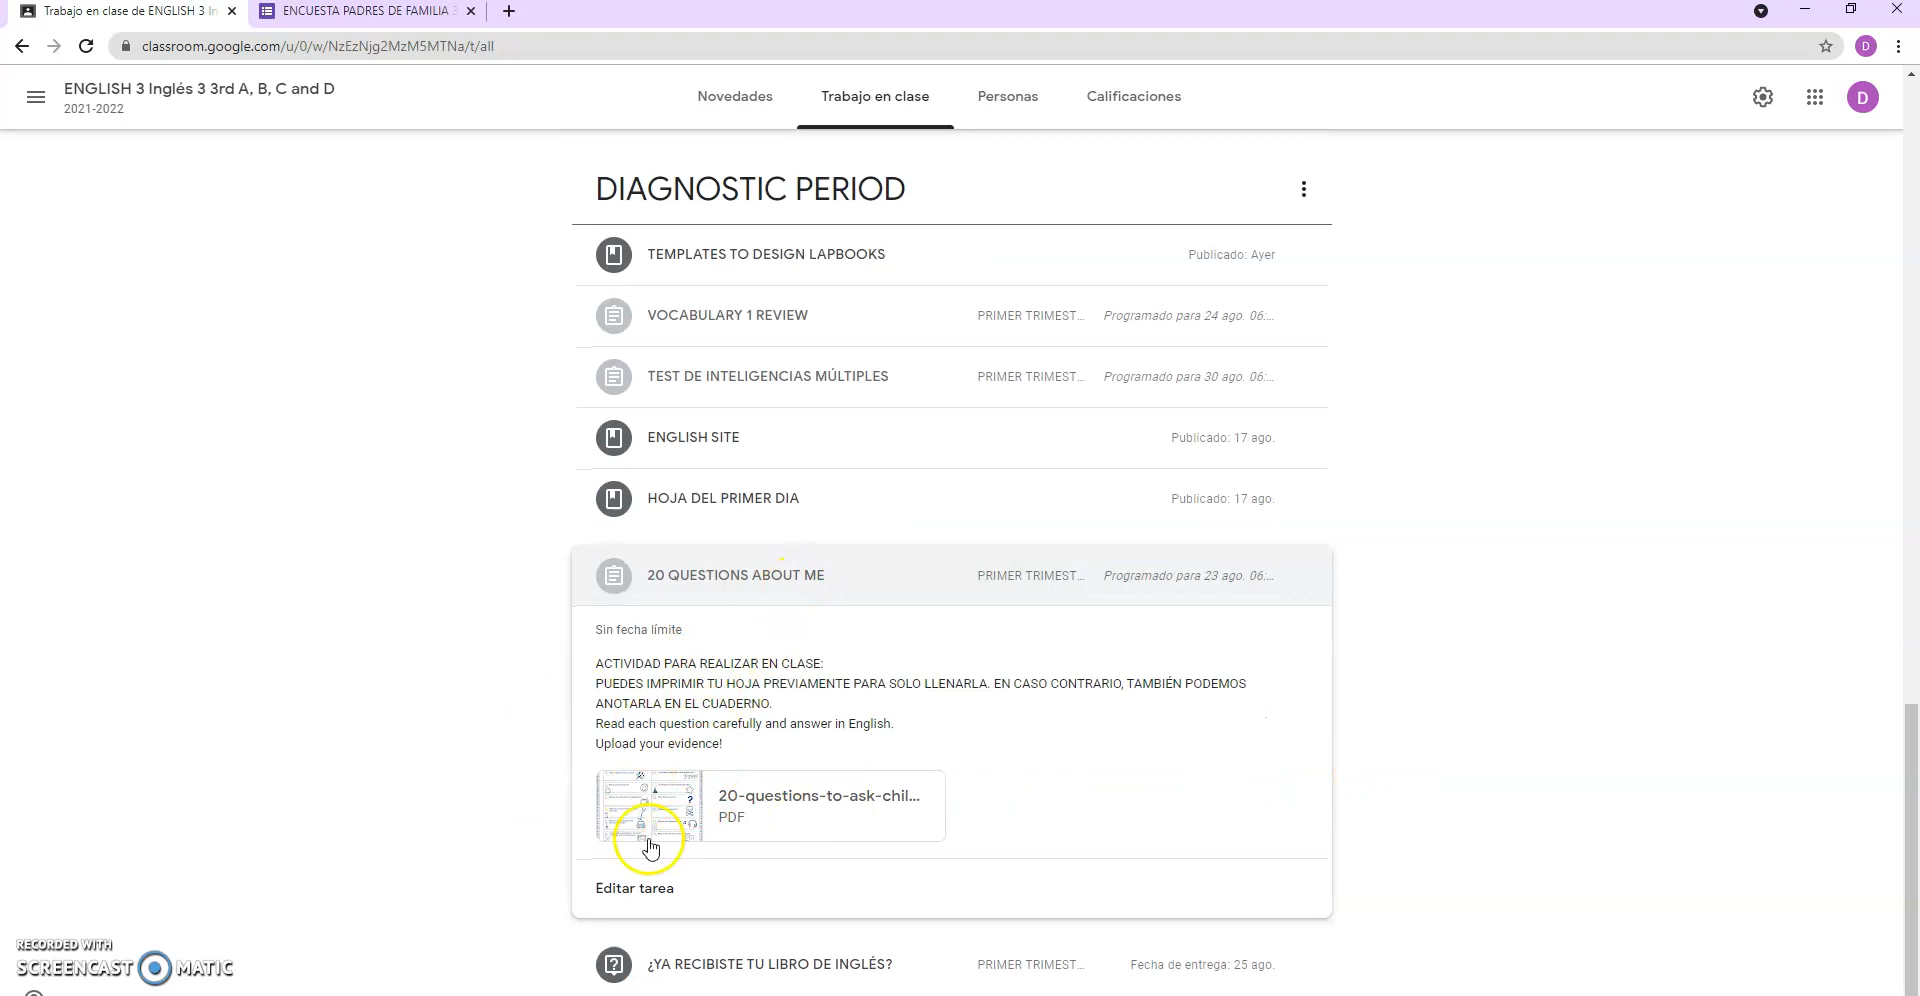 Trabajo en clase de ENGLISH 3 In
ENCUESTA PADRES DE FAMILIA 3
classroom.google.com/u/0/w/NzEzNjg2MzM5MTNa/t/all
D
ENGLISH 3 Inglés 3 3rd A, B, C and D
2021-2022
Novedades
Trabajo en clase
Personas
Calificaciones
D
DIAGNOSTIC PERIOD
TEMPLATES TO DESIGN LAPBOOKS Publicado: Ayer
VOCABULARY 1 REVIEW PRIMER TRIMEST... Programado para 24 ago. 06:...
TEST DE INTELIGENCIAS MÚLTIPLES PRIMER TRIMEST... Programado para 30 ago. 06:...
ENGLISH SITE Publicado: 17 ago.
HOJA DEL PRIMER DIA Publicado: 17 ago.
20 QUESTIONS ABOUT ME PRIMER TRIMEST... Programado para 23 ago. 06:...
Sin fecha límite
ACTIVIDAD PARA REALIZAR EN CLASE:
PUEDES IMPRIMIR TU HOJA PREVIAMENTE PARA SOLO LLENARLA. EN CASO CONTRARIO, TAMBIÉN PODEMOS
ANOTARLA EN EL CUADERNO.
Read each question carefully and answer in English.
Upload your evidence!
20-questions-to-ask-chil...
PDF
Editar tarea
RECORDED WITH
SCREENCAST MATIC
¿YA RECIBISTE TU LIBRO DE INGLÉS? PRIMER TRIMEST... Fecha de entrega: 25 ago.